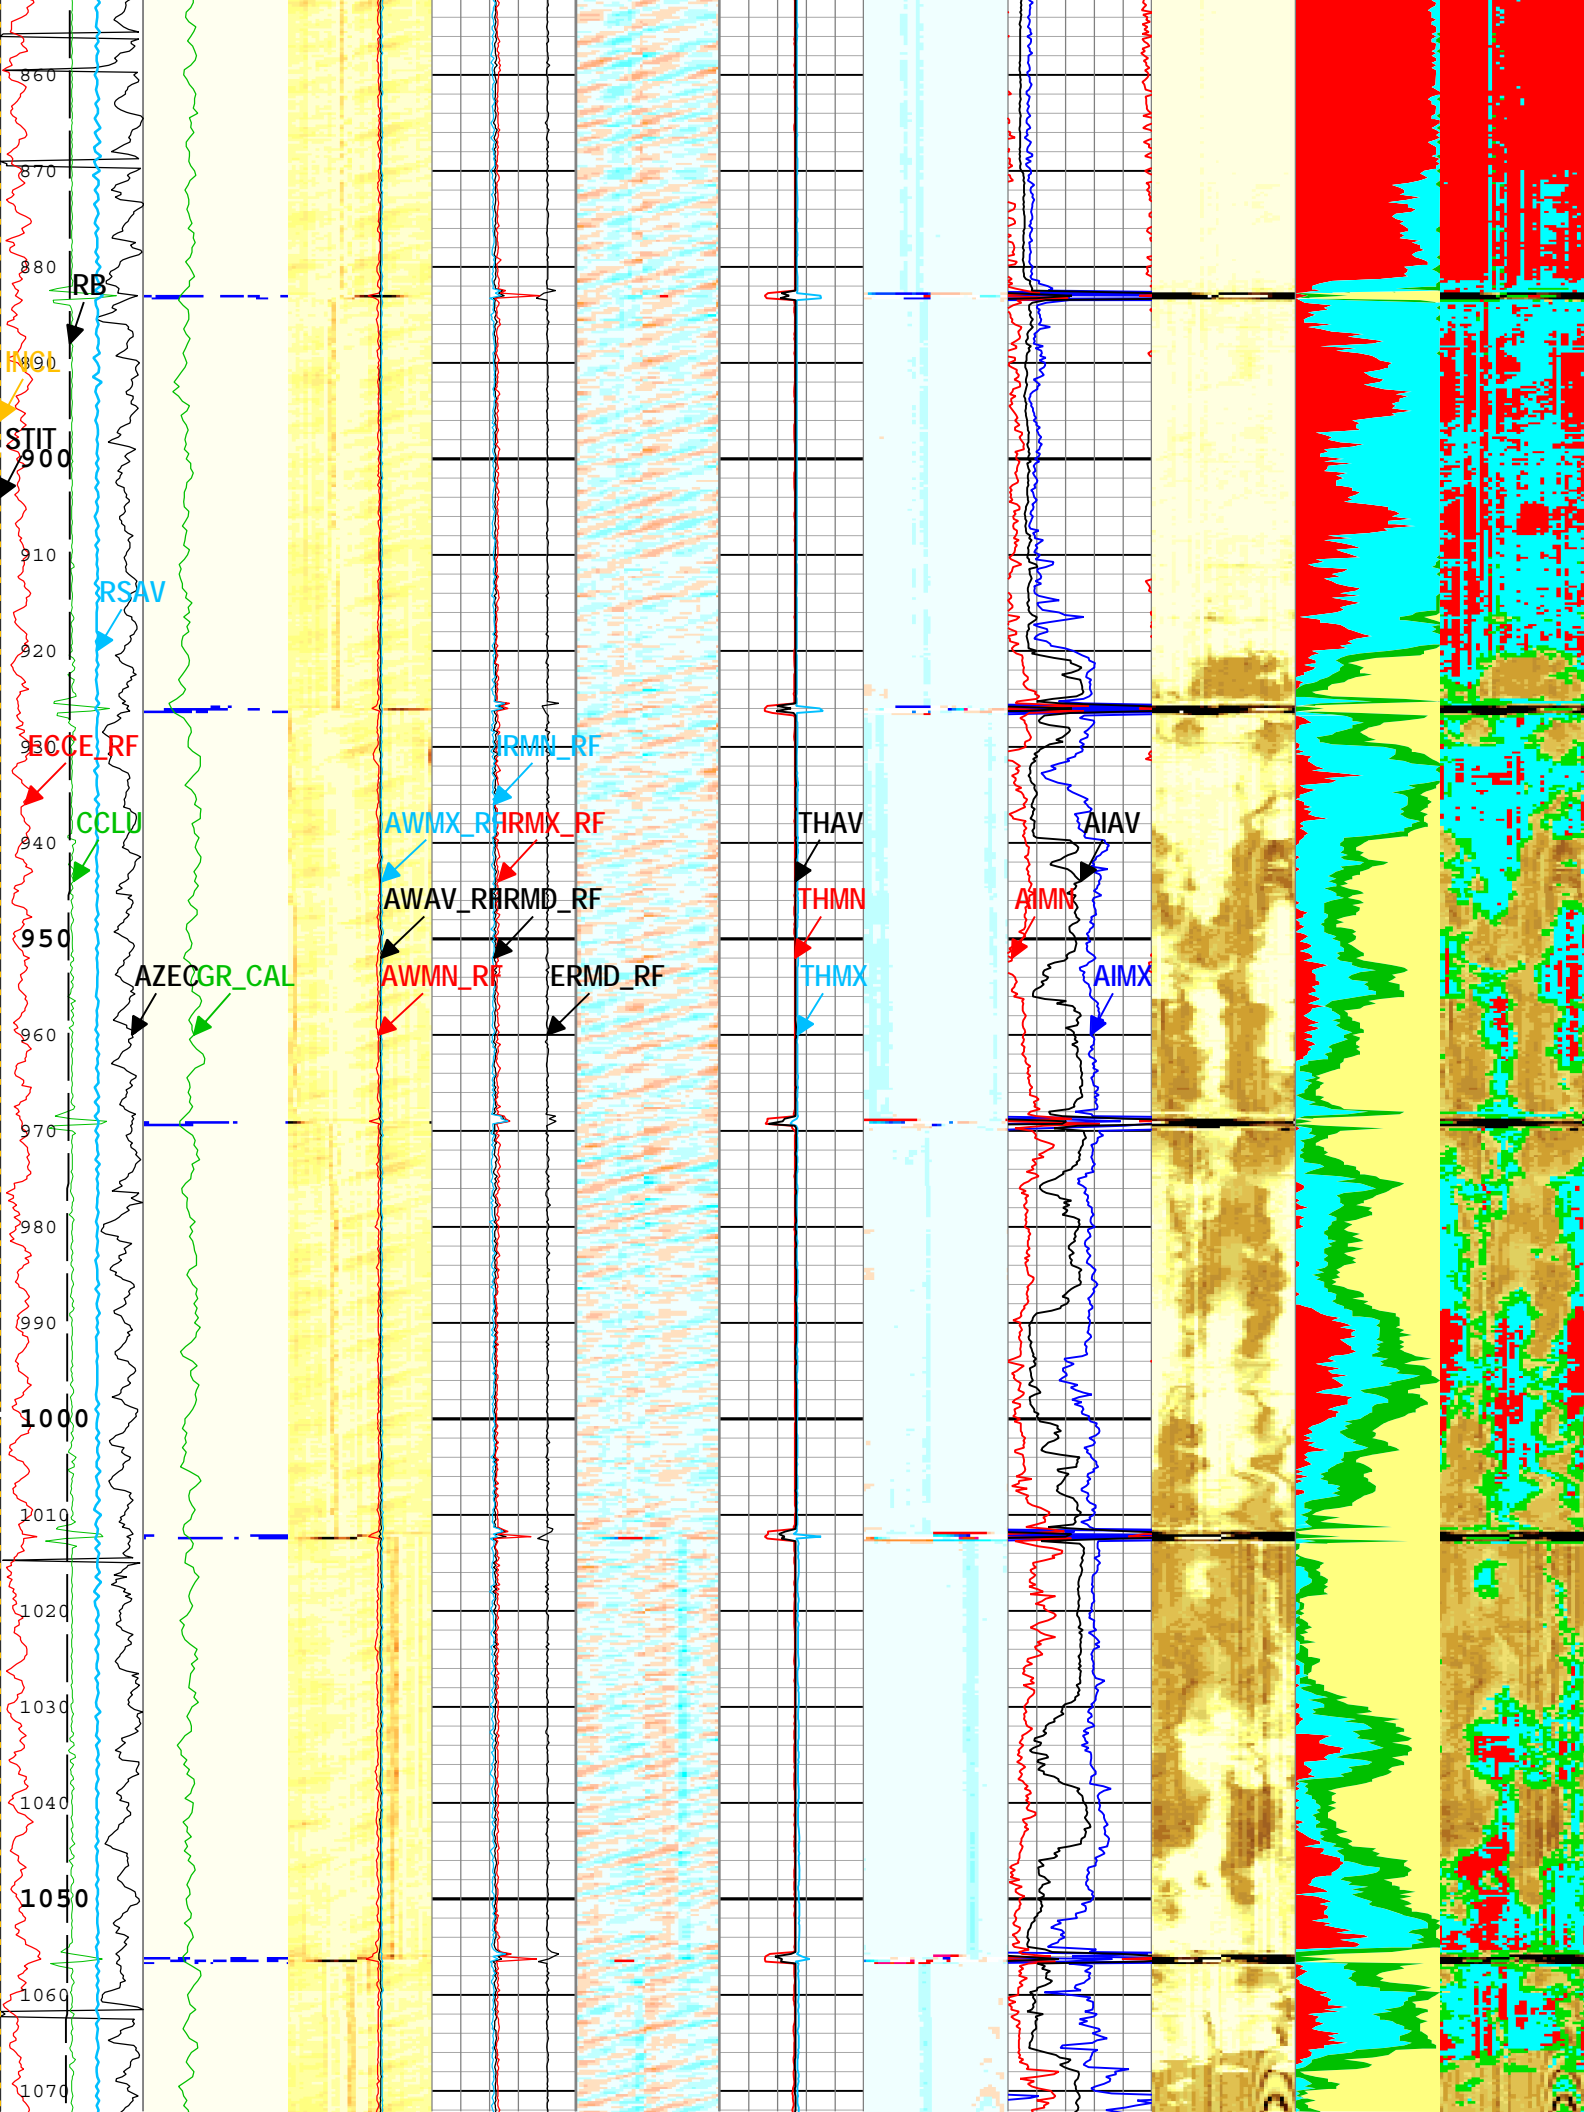 860
870
880
RB
890
INCL
STIT
900
910
RSAV
920
930
ECCE_RF
IRMN_RF
CCLU
AWMX_RF
IRMX_RF
THAV
AIAV
940
AWAV_RF
IRMD_RF
THMN
AIMN
950
AZEC
GR_CAL
AWMN_RF
ERMD_RF
THMX
AIMX
960
970
980
990
1000
1010
1020
1030
1040
1050
1060
1070